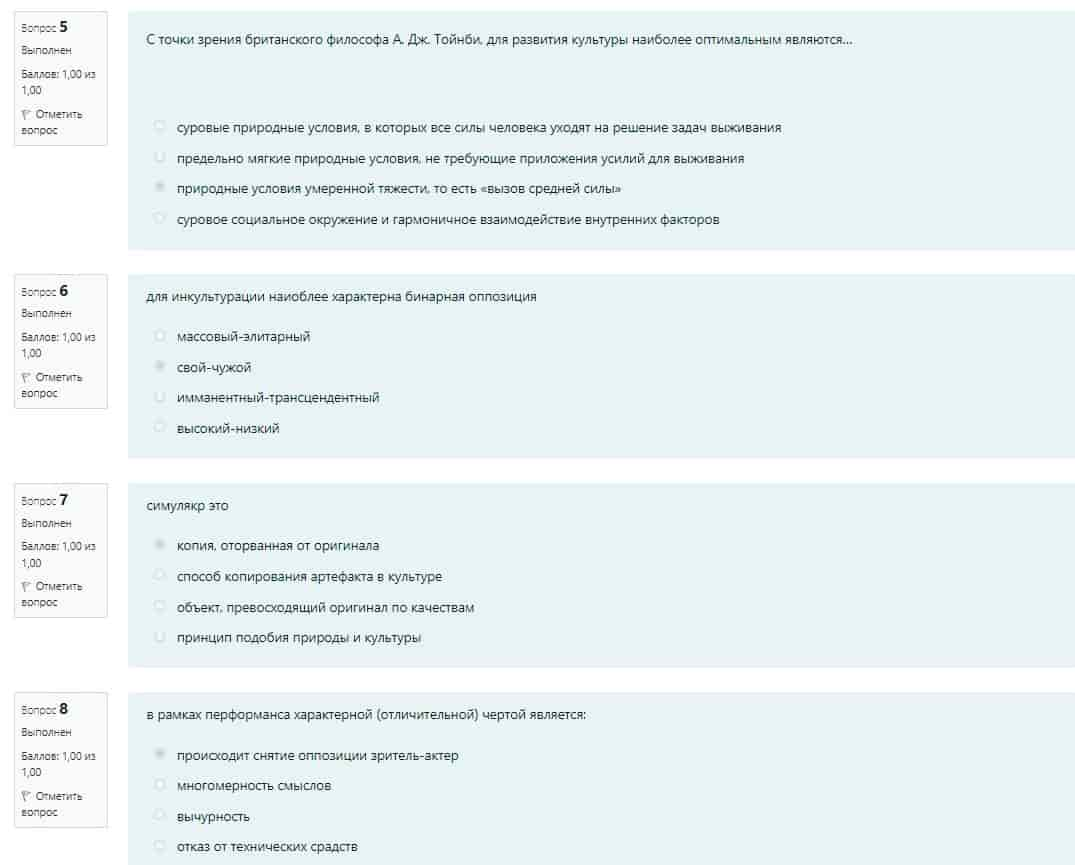 Вопрос 5
Выполнен
Баллов: 1,00 из
1,00
Отметить
вопрос
С точки зрения британского философа А. Дж. Тойнби, для развития культуры наиболее оптимальным являются...
суровые природные условия, в которых все силы человека уходят на решение задач выживания
предельно мягкие природные условия, не требующие приложения усилий для выживания
природные условия умеренной тяжести, то есть «вызов средней силы»
суровое социальное окружение и гармоничное взаимодействие внутренних факторов
Вопрос 6
Выполнен
Баллов: 1,00 из
1,00
Отметить
вопрос
для инкультурации наиоблее характерна бинарная оппозиция
массовый-элитарный
свой-чужой
имманентный-трансцендентный
высокий-низкий
Вопрос 7
Выполнен
Баллов: 1,00 из
1,00
Отметить
вопрос
симулякр это
копия, оторванная от оригинала
способ копирования артефакта в культуре
объект, превосходящий оригинал по качествам
принцип подобия природы и культуры
Вопрос 8
Выполнен
Баллов: 1,00 из
1,00
Отметить
вопрос
в рамках перформанса характерной (отличительной) чертой является:
происходит снятие оппозиции зритель-актер
многомерность смыслов
вычурность
отказ от технических срадств